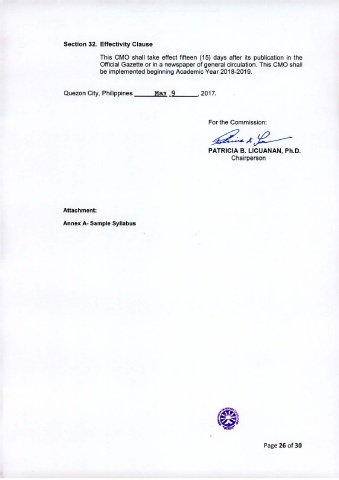 Section 32. Effectivity Clause
This CMO shall take effect fifteen (15) days after its publication in the
Official Gazette or in a newspaper of general circulation. This CMO shall
be implemented beginning Academic Year 2018-2019.
Quezon City, Philippines May 9, 2017.
For the Commission:
PATRICIA B. LICUANAN, Ph.D.
Chairperson
Attachment:
Annex A- Sample Syllabus
Page 26 of 30